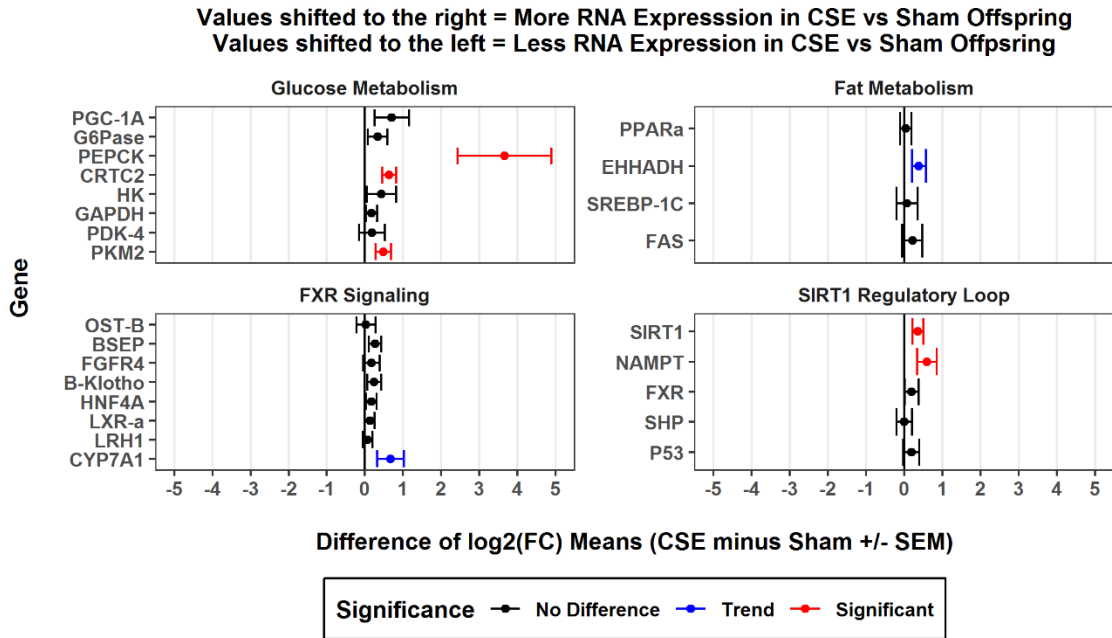 Values shifted to the right = More RNA Expresssion in CSE vs Sham Offspring
Values shifted to the left = Less RNA Expression in CSE vs Sham Offpsring
Glucose Metabolism
PGC-1A
G6Pase
PEPCK
CRTC2
HK
GAPDH
PDK-4
PKM2
Fat Metabolism
PPARa
EHHADH
SREBP-1C
FAS
Gene
FXR Signaling
OST-B
BSEP
FGFR4
B-Klotho
HNF4A
LXR-a
LRH1
CYP7A1
-5 -4 -3 -2 -1 0 1 2 3 4 5
SIRT1 Regulatory Loop
SIRT1
NAMPT
FXR
SHP
P53
-5 -4 -3 -2 -1 0 1 2 3 4 5
Difference of log2(FC) Means (CSE minus Sham +/- SEM)
Significance No Difference Trend Significant